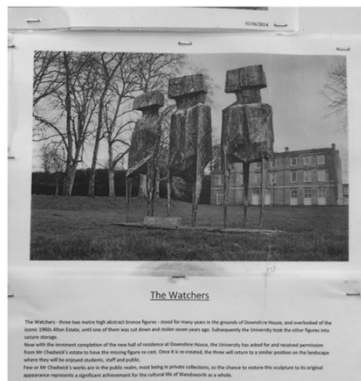 30/06/2014
The Watchers
The Watchers - three two metre high abstract bronze figures - stood for many years in the grounds of Downshire House, and overlooked of the
iconic 1960s Alton Estate, until one of them was cut down and stolen seven years ago. Subsequently the University took the other figures into
secure storage.
Now with the imminent completion of the new hall of residence at Downshire House, the University has asked for and received permission
from Mr Chadwick's estate to have the missing figure re-cast. Once it is re-created, the three will return to a similar position on the landscape
where they will be enjoyed students, staff and public.
Few or Mr Chadwick's works are in the public realm, most being in private collections, so the chance to restore this sculpture to its original
appearance represents a significant achievement for the cultural life of Wandsworth as a whole.